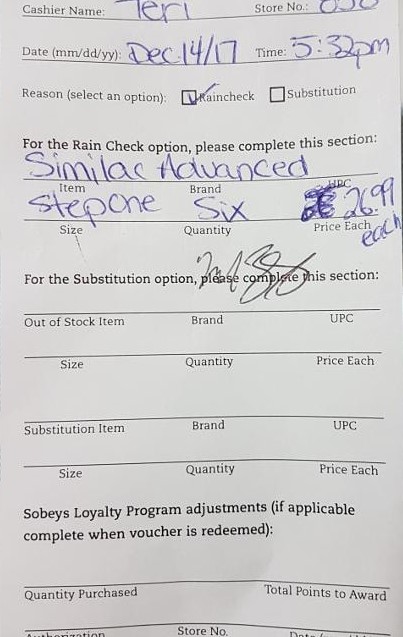 Cashier Name: Teri Store No.:
Date (mm/dd/yy): Dec.14/17 Time: 5:32pm
Reason (select an option): Raincheck Substitution
For the Rain Check option, please complete this section:
Similac Advanced
Item Brand UPC
Stepone Six 26.99 each
Size Quantity Price Each
For the Substitution option, please complete this section:
Out of Stock Item Brand UPC
Size Quantity Price Each
Substitution Item Brand UPC
Size Quantity Price Each
Sobeys Loyalty Program adjustments (if applicable
complete when voucher is redeemed):
Quantity Purchased Total Points to Award
Authorization Store No.